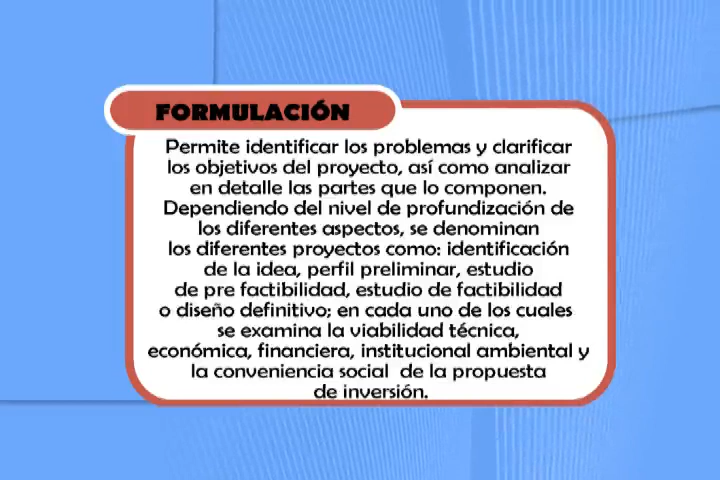 FORMULACIÓN
Permite identificar los problemas y clarificar
los objetivos del proyecto, así como analizar
en detalle las partes que lo componen.
Dependiendo del nivel de profundización de
los diferentes aspectos, se denominan
los diferentes proyectos como: identificación
de la idea, perfil preliminar, estudio
de pre factibilidad, estudio de factibilidad
o diseño definitivo; en cada uno de los cuales
se examina la viabilidad técnica,
económica, financiera, institucional ambiental y
la conveniencia social de la propuesta
de inversión.